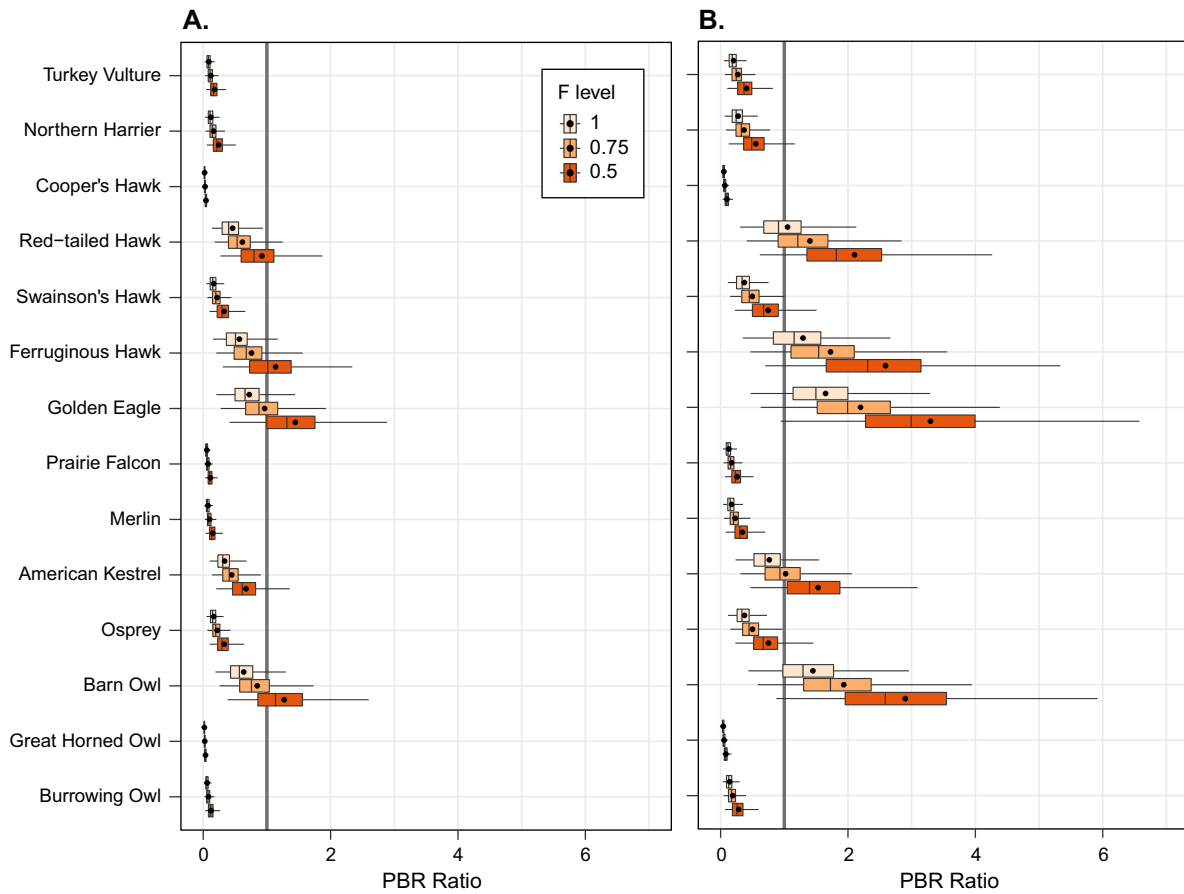 A.
B.
Turkey Vulture
Northern Harrier
Cooper's Hawk
Red−tailed Hawk
Swainson's Hawk
Ferruginous Hawk
Golden Eagle
Prairie Falcon
Merlin
American Kestrel
Osprey
Barn Owl
Great Horned Owl
Burrowing Owl
F level
1
0.75
0.5
0 2 4 6
0 2 4 6
PBR Ratio
PBR Ratio